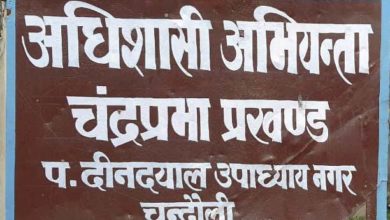 अधिशासी अभियन्ता
चंद्रप्रभा प्रखण्ड
प. दीनदयाल उपाध्याय नगर
चन्दौली